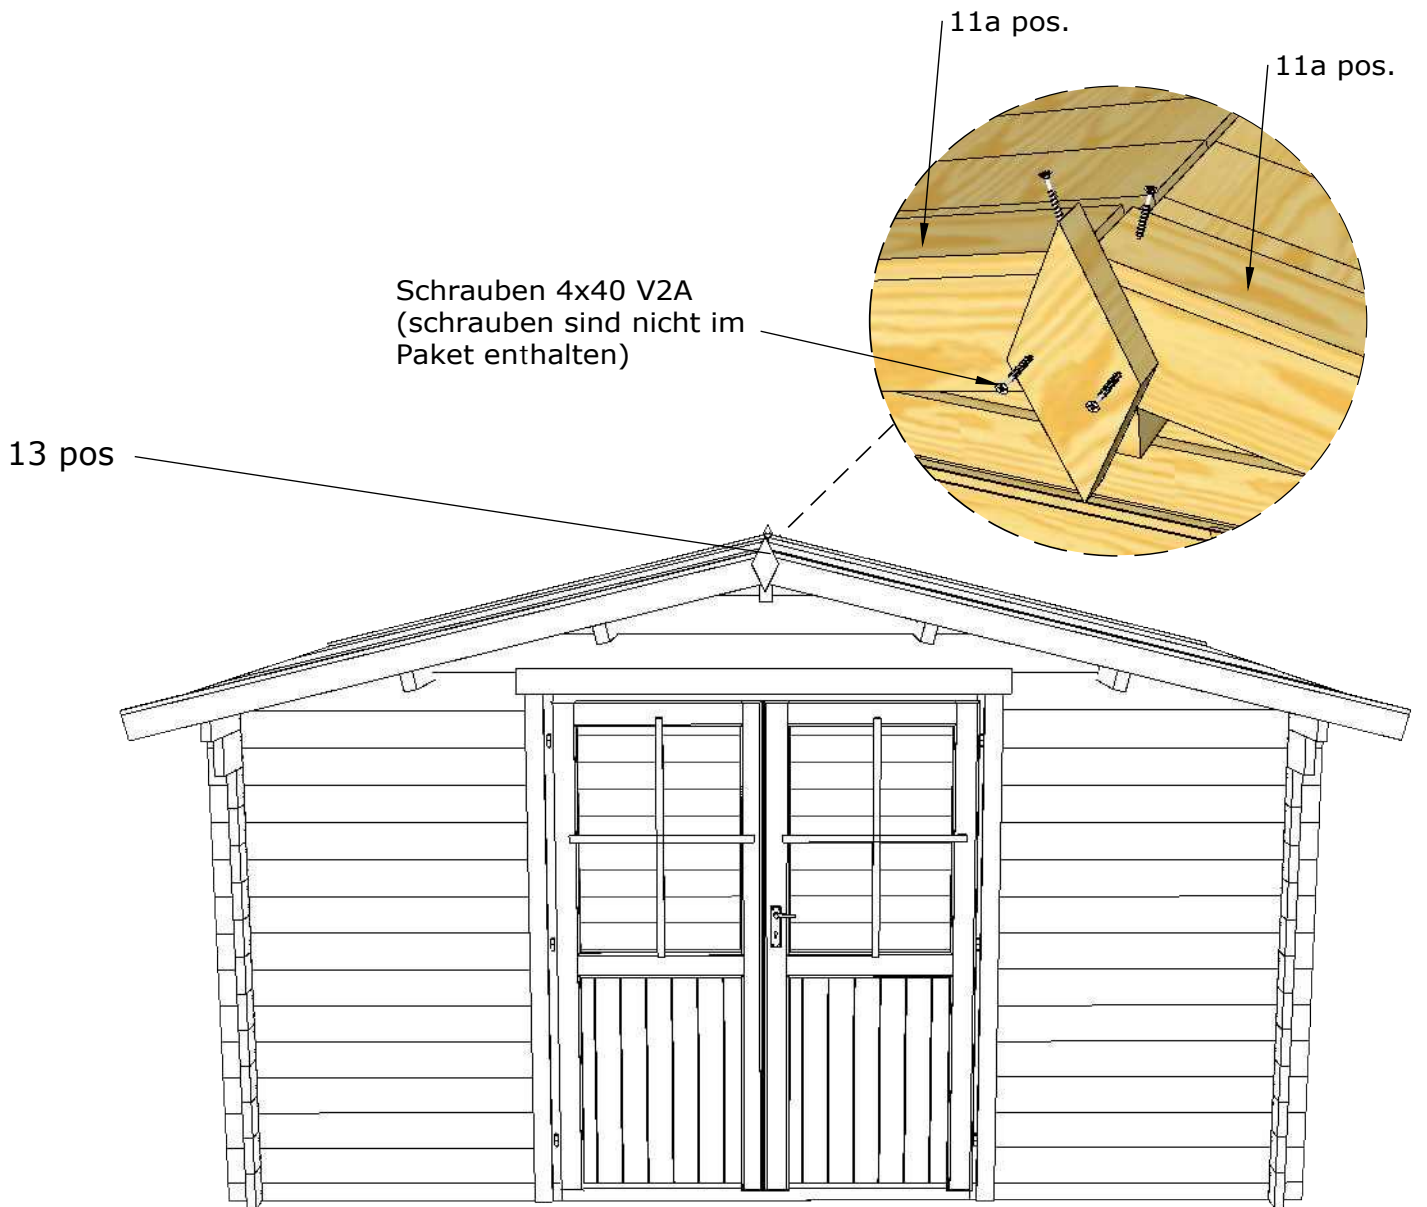 11a pos.
11a pos.
Schrauben 4x40 V2A
(schrauben sind nicht im
Paket enthalten)
13 pos